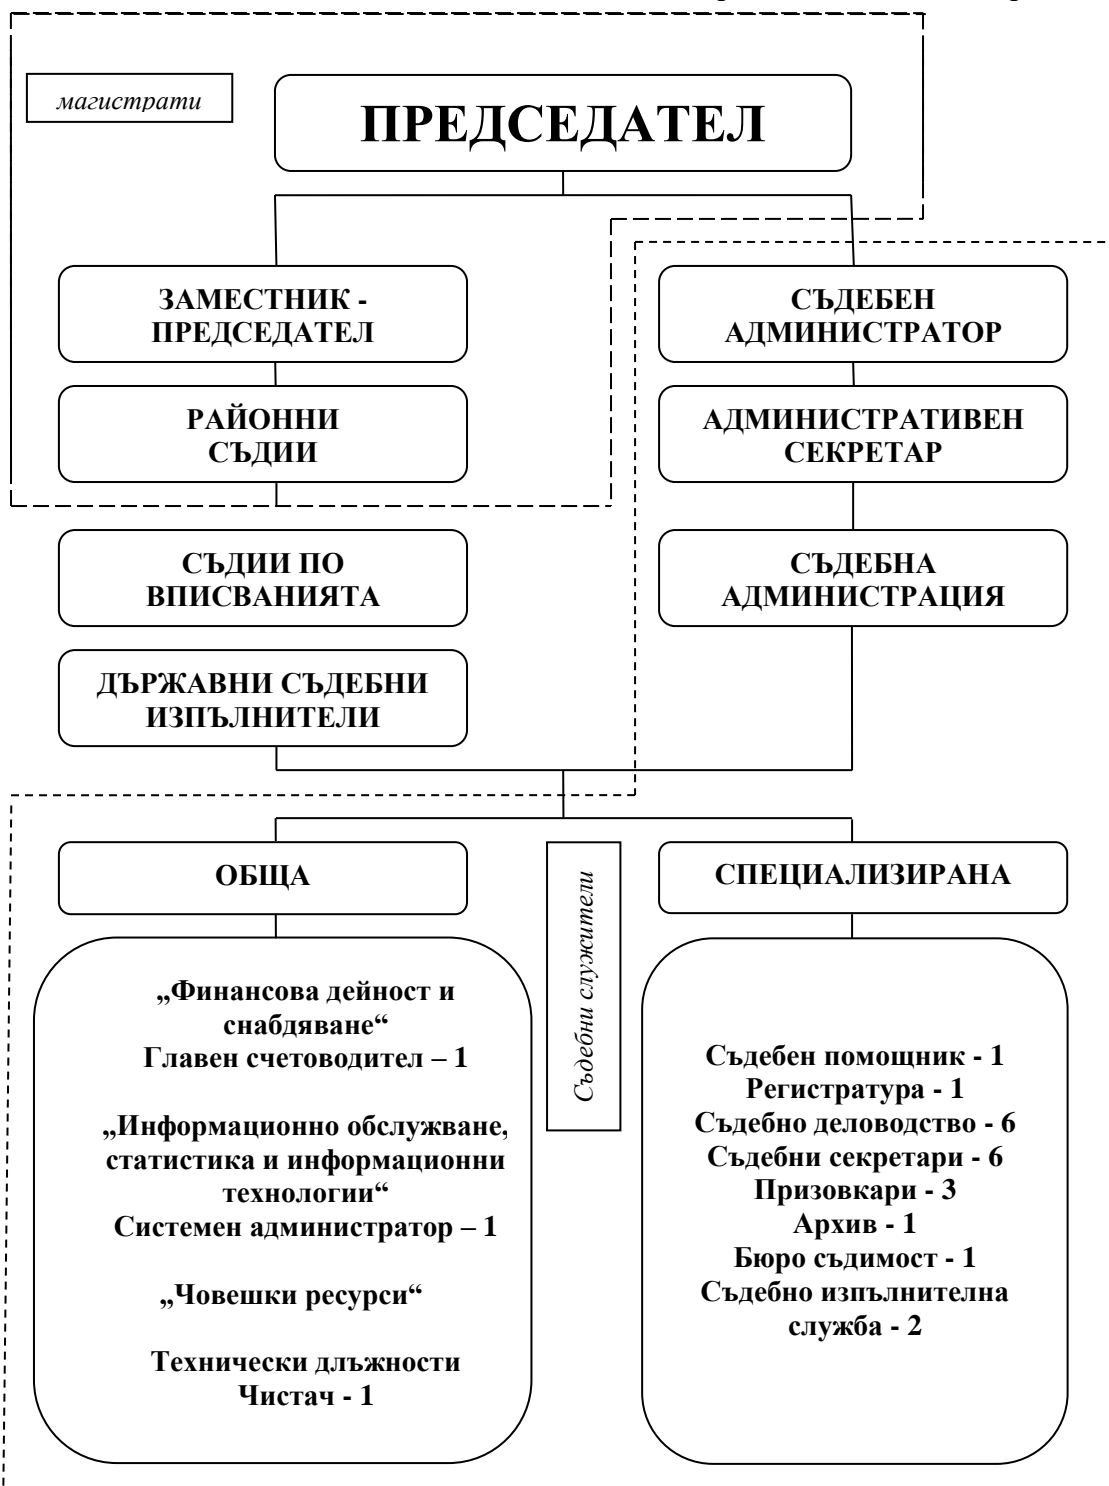 магистрати
ПРЕДСЕДАТЕЛ
ЗАМЕСТНИК -
ПРЕДСЕДАТЕЛ
СЪДЕБЕН
АДМИНИСТРАТОР
РАЙОННИ
СЪДИИ
АДМИНИСТРАТИВЕН
СЕКРЕТАР
СЪДИИ ПО
ВПИСВАНИЯТА
СЪДЕБНА
АДМИНИСТРАЦИЯ
ДЪРЖАВНИ СЪДЕБНИ
ИЗПЪЛНИТЕЛИ
ОБЩА
Съдебни служители
СПЕЦИАЛИЗИРАНА
„Финансова дейност и
снабдяване“
Главен счетоводител – 1
„Информационно обслужване,
статистика и информационни
технологии“
Системен администратор – 1
„Човешки ресурси“
Технически длъжности
Чистач - 1
Съдебен помощник - 1
Регистратура - 1
Съдебно деловодство - 6
Съдебни секретари - 6
Призовкари - 3
Архив - 1
Бюро съдимост - 1
Съдебно изпълнителна
служба - 2